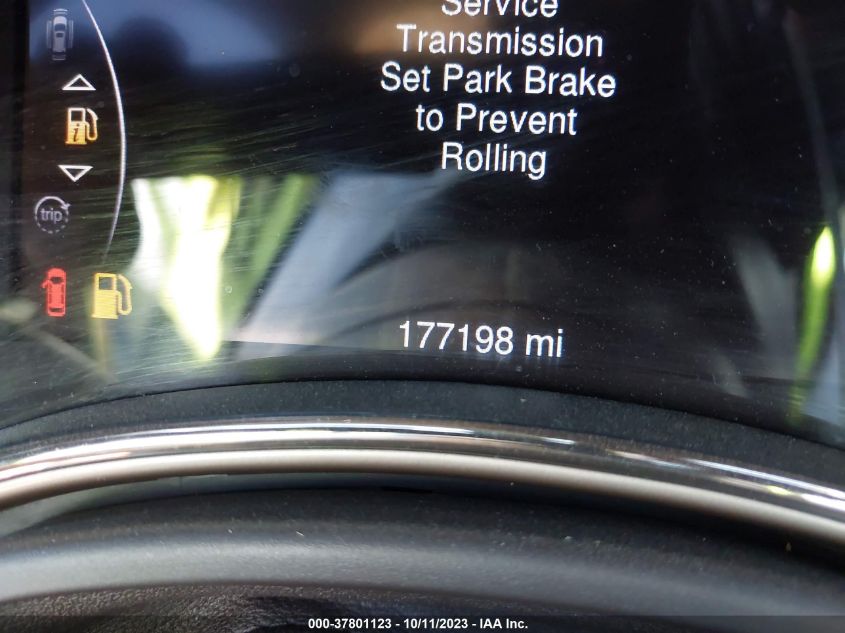 Service
Transmission
Set Park Brake
to Prevent
Rolling
trip
177198 mi
000-37801123 - 10/11/2023 - IAA Inc.